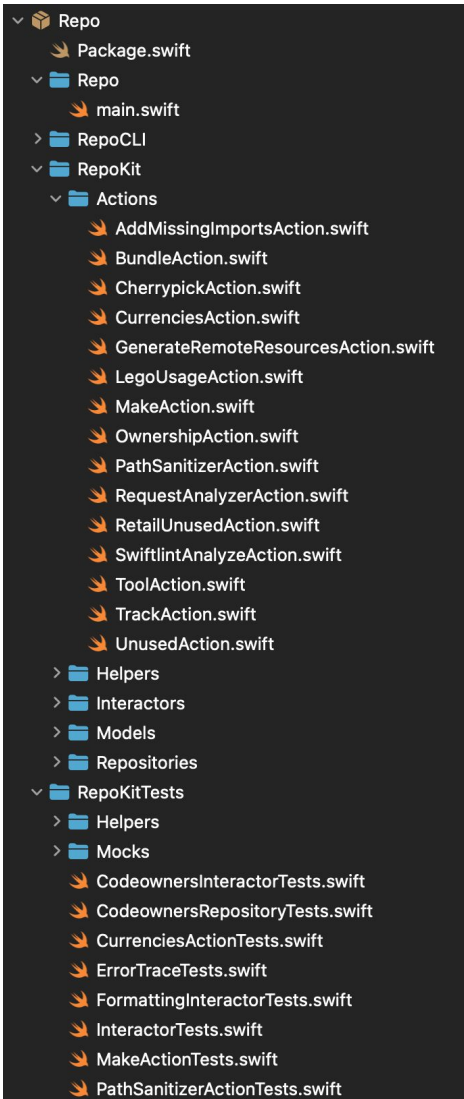 Repo
Package.swift
Repo
main.swift
RepoCLI
RepoKit
Actions
AddMissingImportsAction.swift
BundleAction.swift
CherrypickAction.swift
CurrenciesAction.swift
GenerateRemoteResourcesAction.swift
LegoUsageAction.swift
MakeAction.swift
OwnershipAction.swift
PathSanitizerAction.swift
RequestAnalyzerAction.swift
RetailUnusedAction.swift
SwiftlintAnalyzeAction.swift
ToolAction.swift
TrackAction.swift
UnusedAction.swift
Helpers
Interactors
Models
Repositories
RepoKitTests
Helpers
Mocks
CodeownersInteractorTests.swift
CodeownersRepositoryTests.swift
CurrenciesActionTests.swift
ErrorTraceTests.swift
FormattingInteractorTests.swift
InteractorTests.swift
MakeActionTests.swift
PathSanitizerActionTests.swift